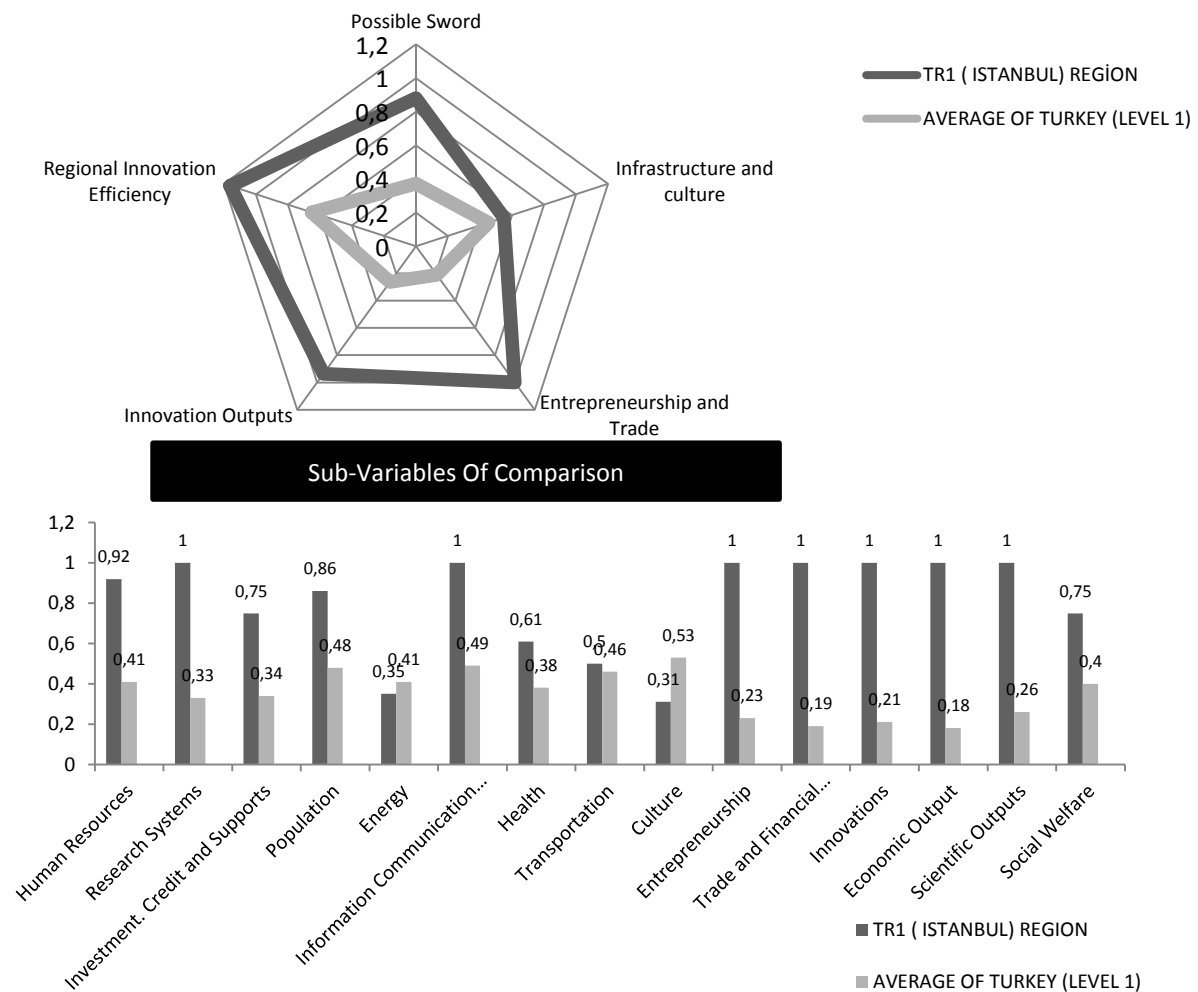 Possible Sword
1,2
1
0,8
0,6
0,4
0,2
0
TR1 ( ISTANBUL) REGİON
AVERAGE OF TURKEY (LEVEL 1)
Regional Innovation
Efficiency
Infrastructure and
culture
Innovation Outputs
Entrepreneurship and
Trade
Sub-Variables Of Comparison
1,2
1
0,8
0,6
0,4
0,2
0
0,92
0,41
1
0,33
0,75
0,34
0,86
0,48
0,35
0,41
1
0,49
0,61
0,38
0,5
0,46
0,31
0,53
1
0,23
1
0,19
1
0,21
1
0,18
1
0,26
0,75
0,4
Human Resources
Research Systems
Investment. Credit and Supports
Population
Energy
Information Communication...
Health
Transportation
Culture
Entrepreneurship
Trade and Financial...
Innovations
Economic Output
Scientific Outputs
Social Welfare
TR1 ( ISTANBUL) REGION
AVERAGE OF TURKEY (LEVEL 1)